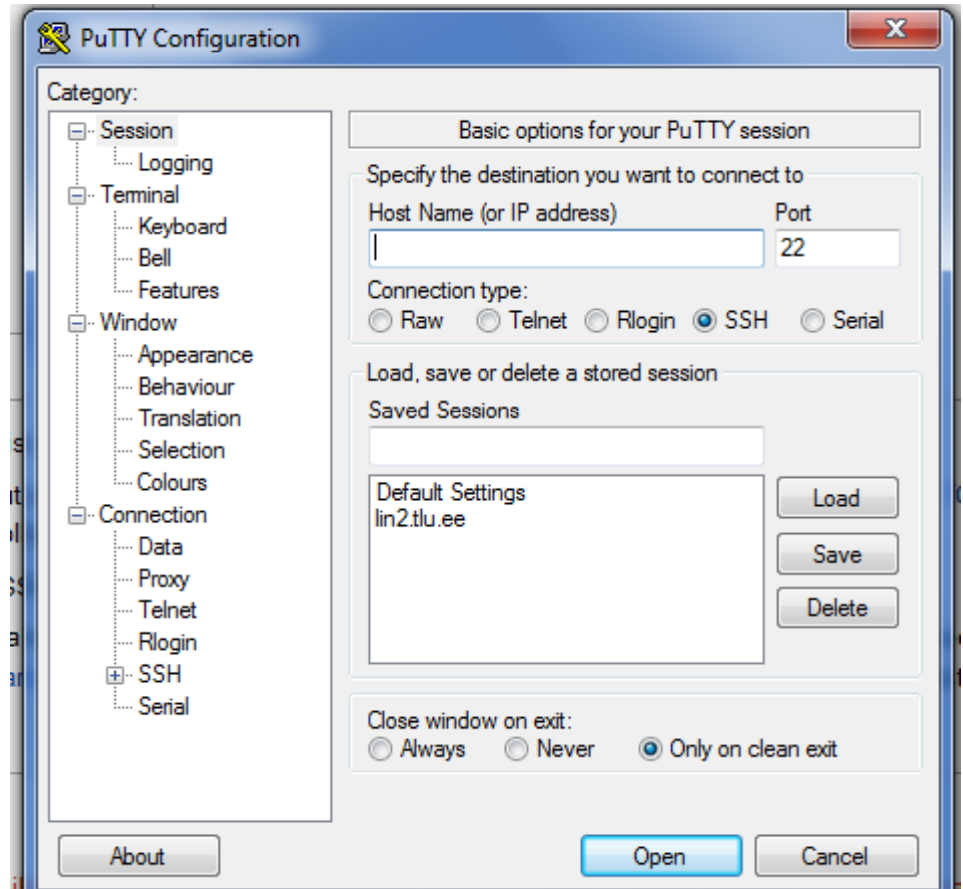 PuTTY Configuration
Category:
Session
Logging
Terminal
Keyboard
Bell
Features
Window
Appearance
Behaviour
Translation
Selection
Colours
Connection
Data
Proxy
Telnet
Rlogin
SSH
Serial
Basic options for your PuTTY session
Specify the destination you want to connect to
Host Name (or IP address) Port
22
Connection type:
Raw Telnet Rlogin SSH Serial
Load, save or delete a stored session
Saved Sessions
Default Settings
lin2.tlu.ee
Load
Save
Delete
Close window on exit:
Always Never Only on clean exit
About Open Cancel